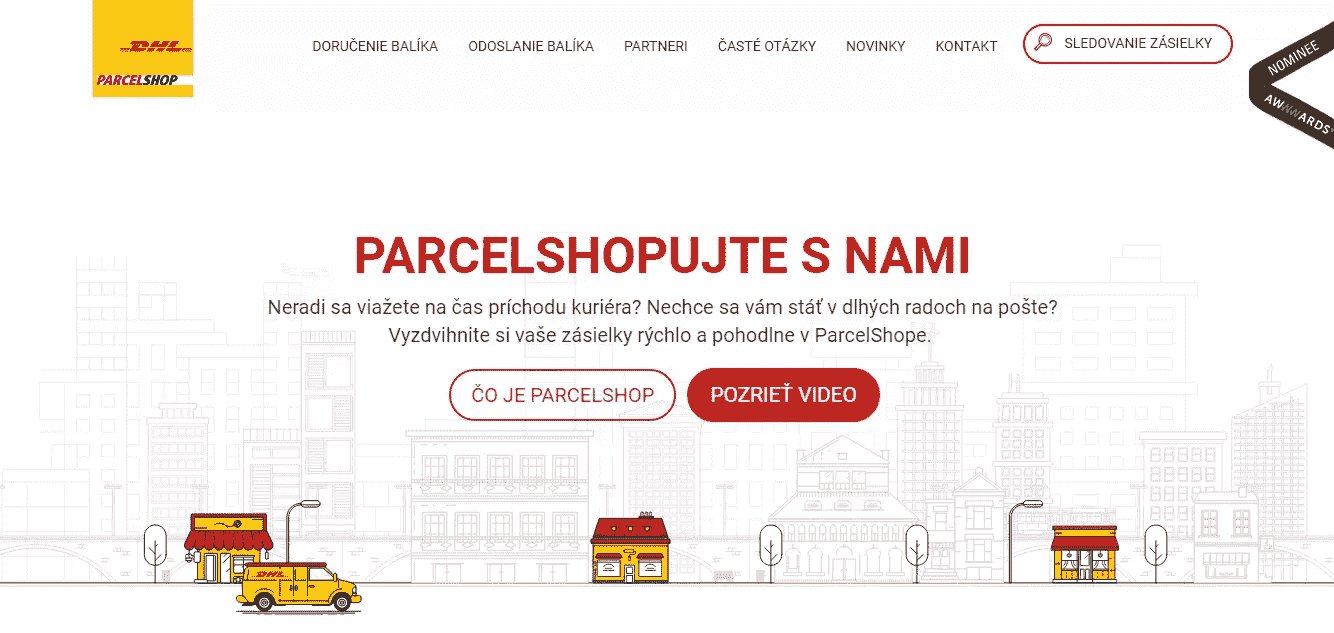 DHL
PARCELSHOP
DORUČENIE BALÍKA
ODOSLANIE BALÍKA
PARTNERI
ČASTÉ OTÁZKY
NOVINKY
KONTAKT
SLEDOVANIE ZÁSIELKY
NOMINEE
AWWWARDS
PARCELSHOPUJTE S NAMI
Neradi sa viažete na čas príchodu kuriéra? Nechce sa vám stáť v dlhých radoch na pošte?
Vyzdvihnite si vaše zásielky rýchlo a pohodlne v ParcelShope.
ČO JE PARCELSHOP
POZRIEŤ VIDEO
DHL